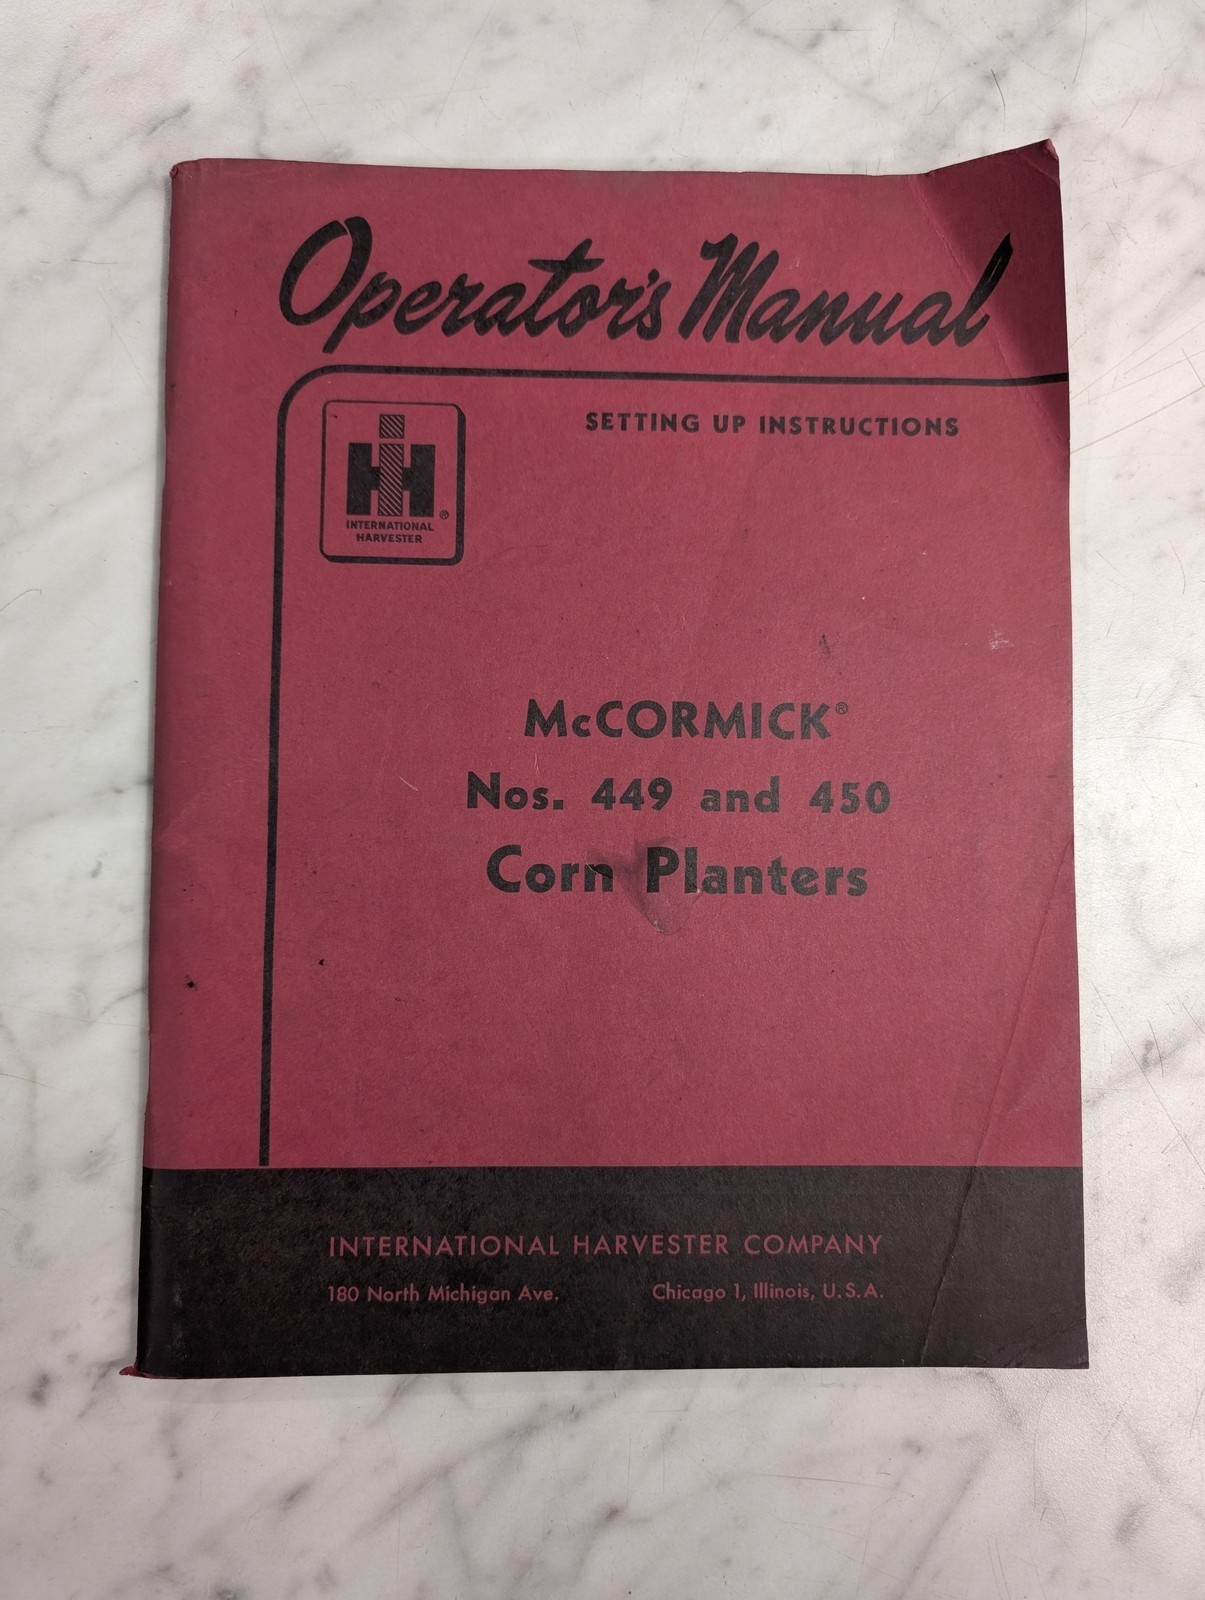 Operator's Manual
SETTING UP INSTRUCTIONS
IH
®
INTERNATIONAL
HARVESTER
McCORMICK®
Nos. 449 and 450
Corn Planters
INTERNATIONAL HARVESTER COMPANY
180 North Michigan Ave. Chicago 1, Illinois, U.S.A.